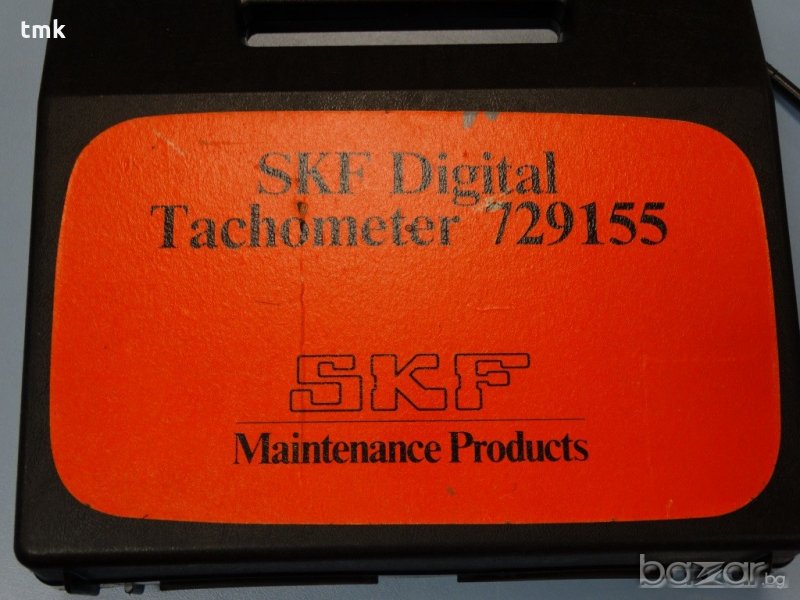 tmk
SKF Digital
Tachometer 729155
SKF
Maintenance Products
bazar.bg